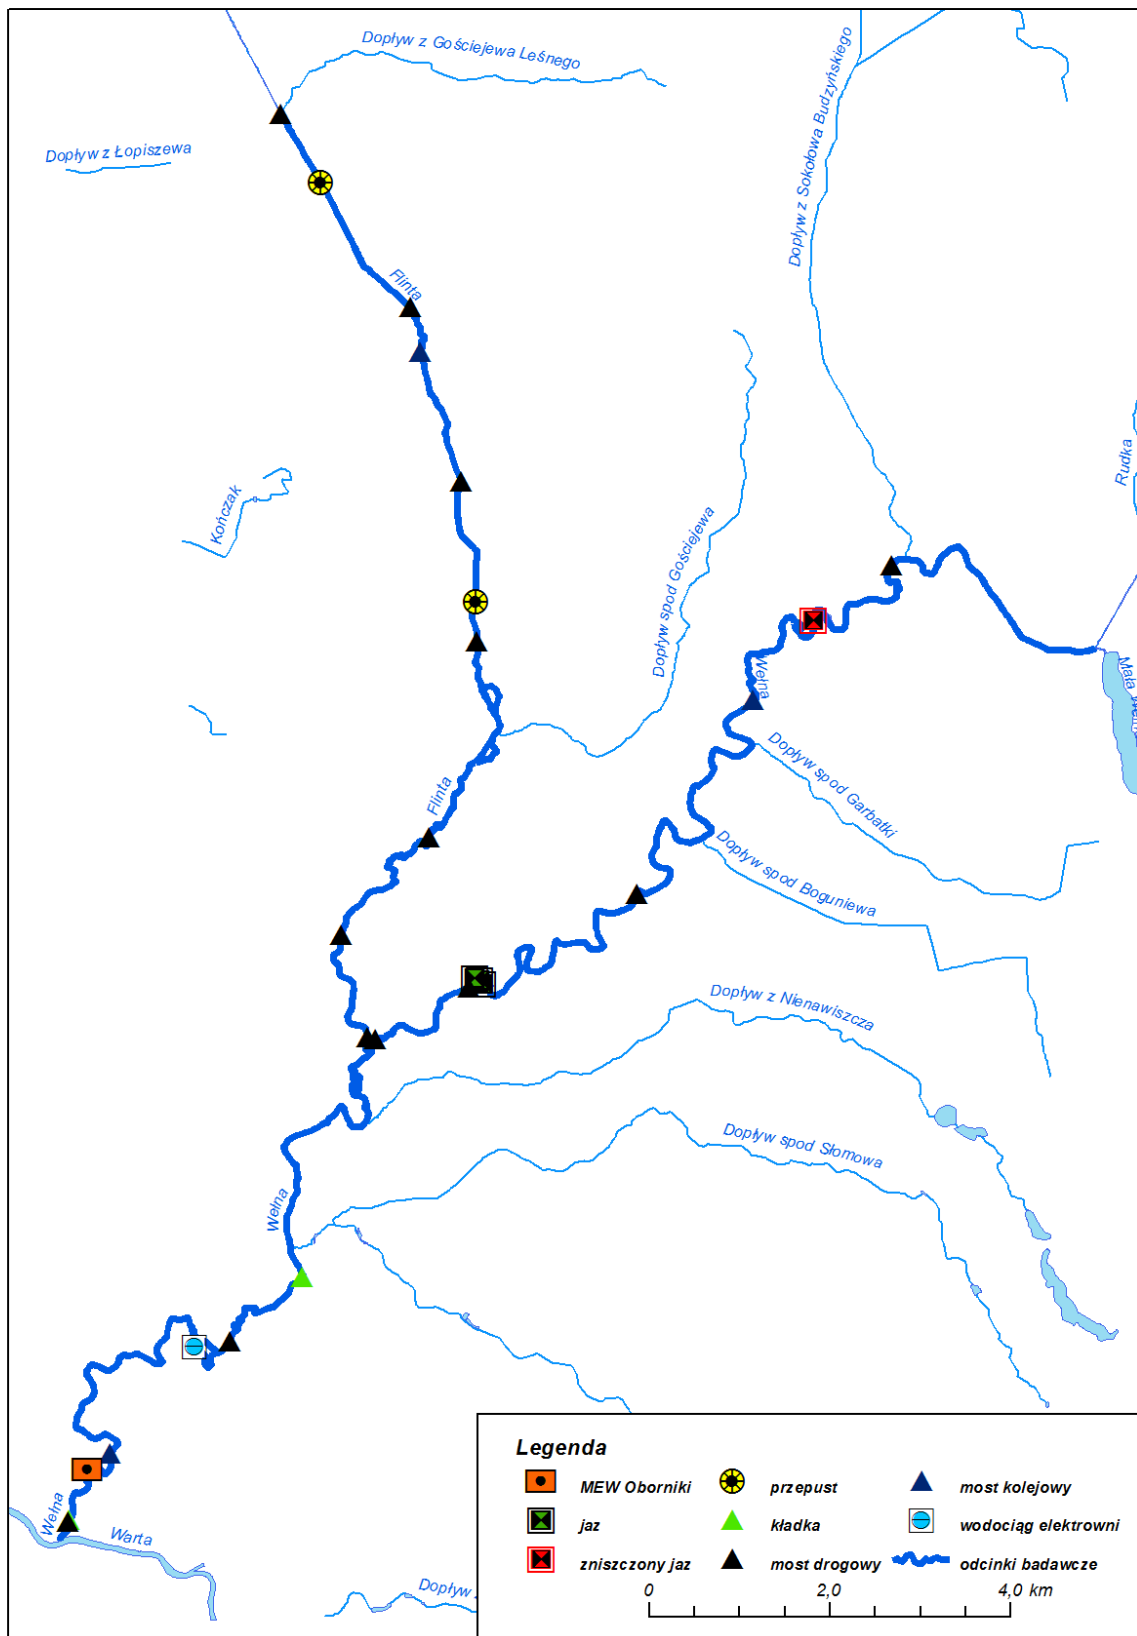 Dopływ z Gościejewa Leśnego
Dopływ z Łopiszewa
Dopływ z Sokołowa Budzyńskiego
Flinta
Rudka
Kończak
Dopływ spod Gościejewa
Wełna
Mała
Dopływ spod Garbatki
Flinta
Dopływ spod Boguniewa
Dopływ z Nienawiszcza
Dopływ spod Słomowa
Wełna
Wełna
Warta
Dopływ
Legenda
MEW Oborniki
przepust
most kolejowy
jaz
kładka
wodociąg elektrowni
zniszczony jaz
most drogowy
odcinki badawcze
0 2,0 4,0 km